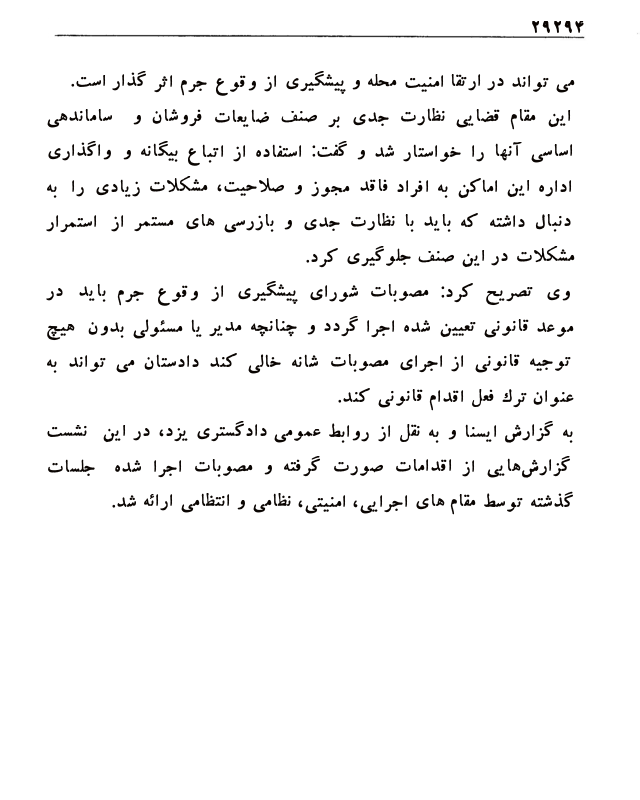 ۲۹۲۹۴
می تواند در ارتقا امنیت محله و پیشگیری از وقوع جرم اثر گذار است.
این مقام قضایی نظارت جدی بر صنف ضایعات فروشان و ساماندهی
اساسی آنها را خواستار شد و گفت: استفاده از اتباع بیگانه و واگذاری
اداره این اماکن به افراد فاقد مجوز و صلاحیت، مشکلات زیادی را به
دنبال داشته که باید با نظارت جدی و بازرسی های مستمر از استمرار
مشکلات در این صنف جلوگیری کرد.
وی تصریح کرد: مصوبات شورای پیشگیری از وقوع جرم باید در
موعد قانونی تعیین شده اجرا گردد و چنانچه مدیر یا مسئولی بدون هیچ
توجیه قانونی از اجرای مصوبات شانه خالی کند دادستان می تواند به
عنوان ترك فعل اقدام قانونی کند.
به گزارش ایسنا و به نقل از روابط عمومی دادگستری یزد، در این نشست
گزارش‌هایی از اقدامات صورت گرفته و مصوبات اجرا شده جلسات
گذشته توسط مقام های اجرایی، امنیتی، نظامی و انتظامی ارائه شد.